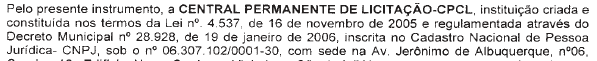 Pelo presente instrumento, a CENTRAL PERMANENTE DE LICITAÇÃO-CPCL, instituição criada e
constituída nos termos da Lei nº. 4.537, de 16 de novembro de 2005 e regulamentada através do
Decreto Municipal nº 28.928, de 19 de janeiro de 2006, inscrita no Cadastro Nacional de Pessoa
Jurídica- CNPJ, sob o nº 06.307.102/0001-30, com sede na Av. Jerônimo de Albuquerque, nº06,